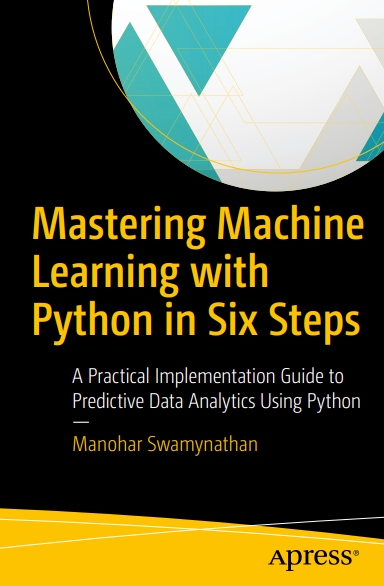 Mastering Machine
Learning with
Python in Six Steps
A Practical Implementation Guide to
Predictive Data Analytics Using Python
—
Manohar Swamynathan
Apress®